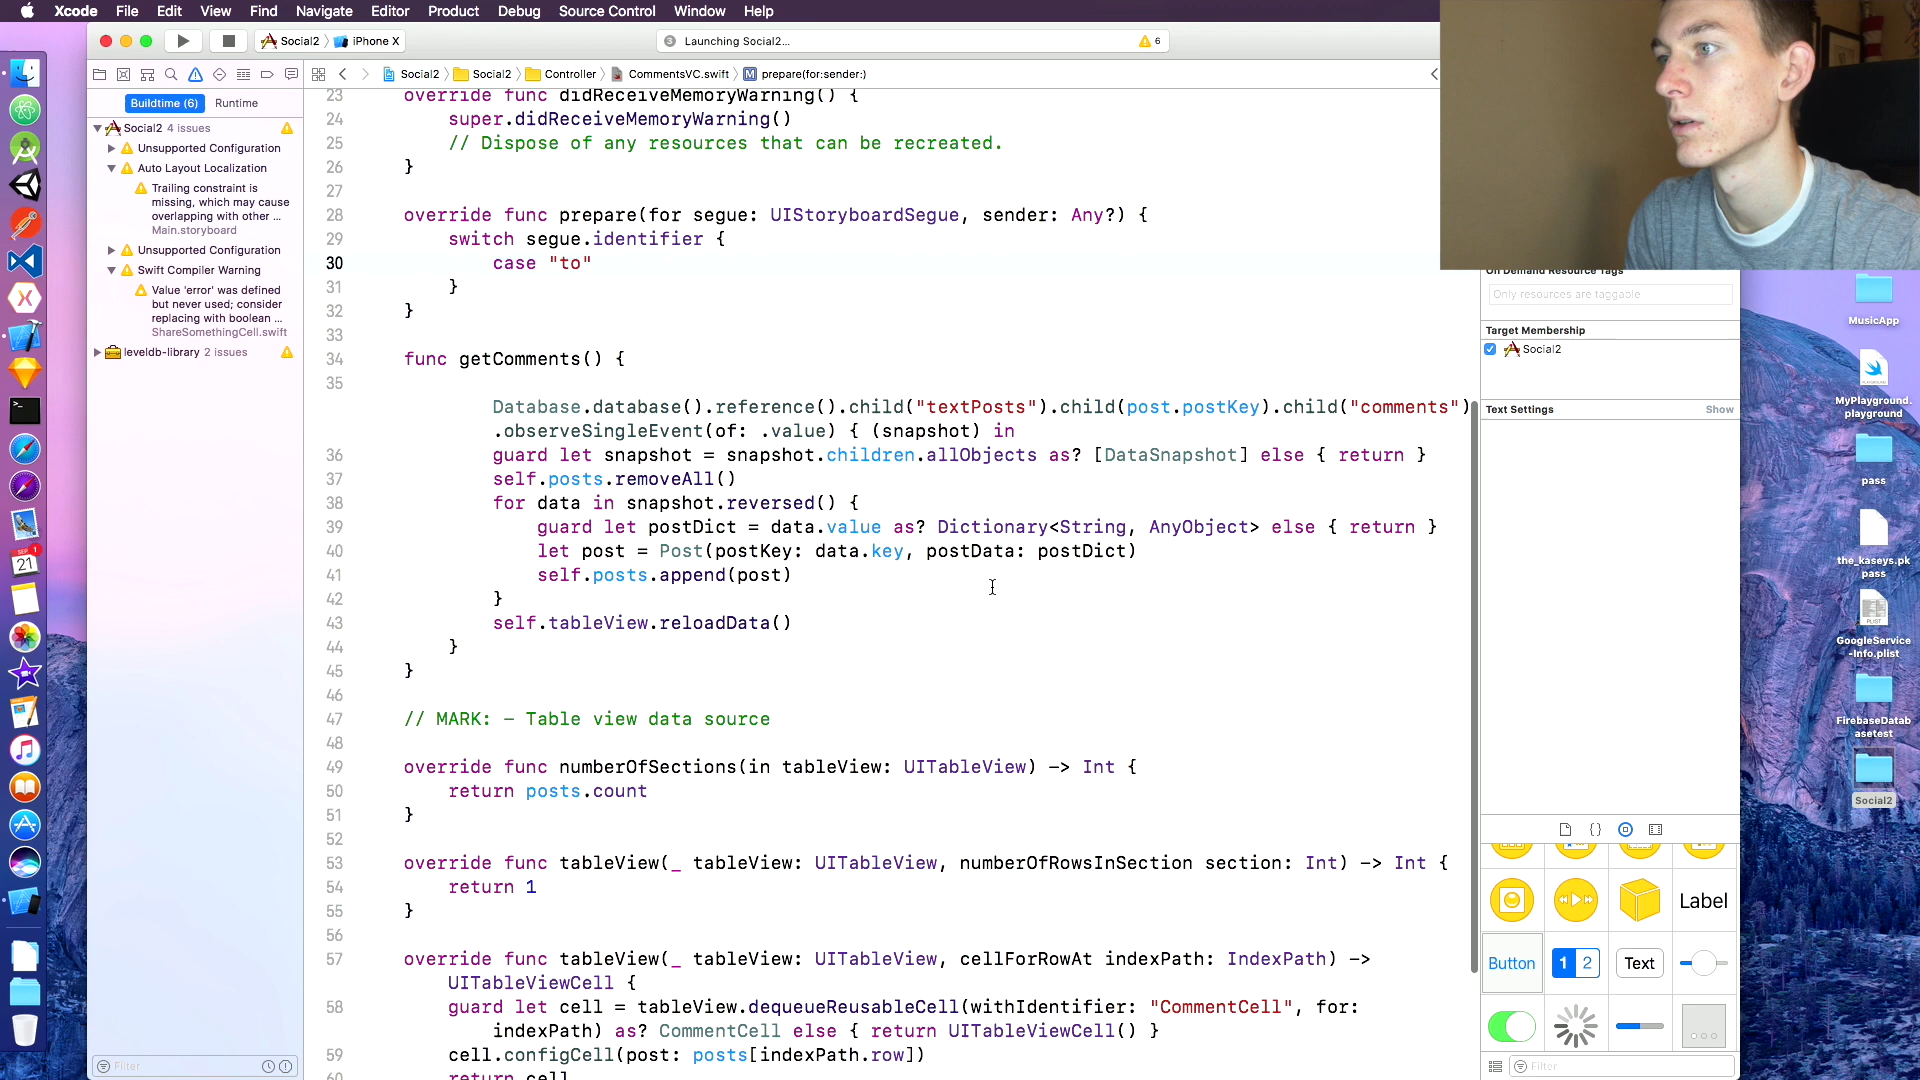 Xcode File Edit View Find Navigate Editor Product Debug Source Control Window Help
Social2 iPhone X
Launching Social2...
6
Social2 Social2 Controller CommentsVC.swift M prepare(for:sender:)
Buildtime (6) Runtime
Social2 4 issues
Unsupported Configuration
Auto Layout Localization
Trailing constraint is
missing, which may cause
overlapping with other ...
Main.storyboard
Unsupported Configuration
Swift Compiler Warning
Value 'error' was defined
but never used; consider
replacing with boolean ...
ShareSomethingCell.swift
leveldb-library 2 issues
Filter
23 override func didReceiveMemoryWarning() {
24 super.didReceiveMemoryWarning()
25 // Dispose of any resources that can be recreated.
26 }
27
28 override func prepare(for segue: UIStoryboardSegue, sender: Any?) {
29 switch segue.identifier {
30 case "to"
31 }
32 }
33
34 func getComments() {
35
Database.database().reference().child("textPosts").child(post.postKey).child("comments")
.observeSingleEvent(of: .value) { (snapshot) in
36 guard let snapshot = snapshot.children.allObjects as? [DataSnapshot] else { return }
37 self.posts.removeAll()
38 for data in snapshot.reversed() {
39 guard let postDict = data.value as? Dictionary<String, AnyObject> else { return }
40 let post = Post(postKey: data.key, postData: postDict)
41 self.posts.append(post)
42 }
43 self.tableView.reloadData()
44 }
45 }
46
47 // MARK: - Table view data source
48
49 override func numberOfSections(in tableView: UITableView) -> Int {
50 return posts.count
51 }
52
53 override func tableView(_ tableView: UITableView, numberOfRowsInSection section: Int) -> Int {
54 return 1
55 }
56
57 override func tableView(_ tableView: UITableView, cellForRowAt indexPath: IndexPath) ->
UITableViewCell {
58 guard let cell = tableView.dequeueReusableCell(withIdentifier: "CommentCell", for:
indexPath) as? CommentCell else { return UITableViewCell() }
59 cell.configCell(post: posts[indexPath.row])
60 return cell
On Demand Resource Tags
Only resources are taggable
Target Membership
Social2
Text Settings Show
Label
Button 1 2 Text
Filter
MusicApp
MyPlayground.
playground
pass
the_kaseys.pk
pass
GoogleService
-Info.plist
FirebaseDatab
asetest
Social2
SEP 1
21
PLIST